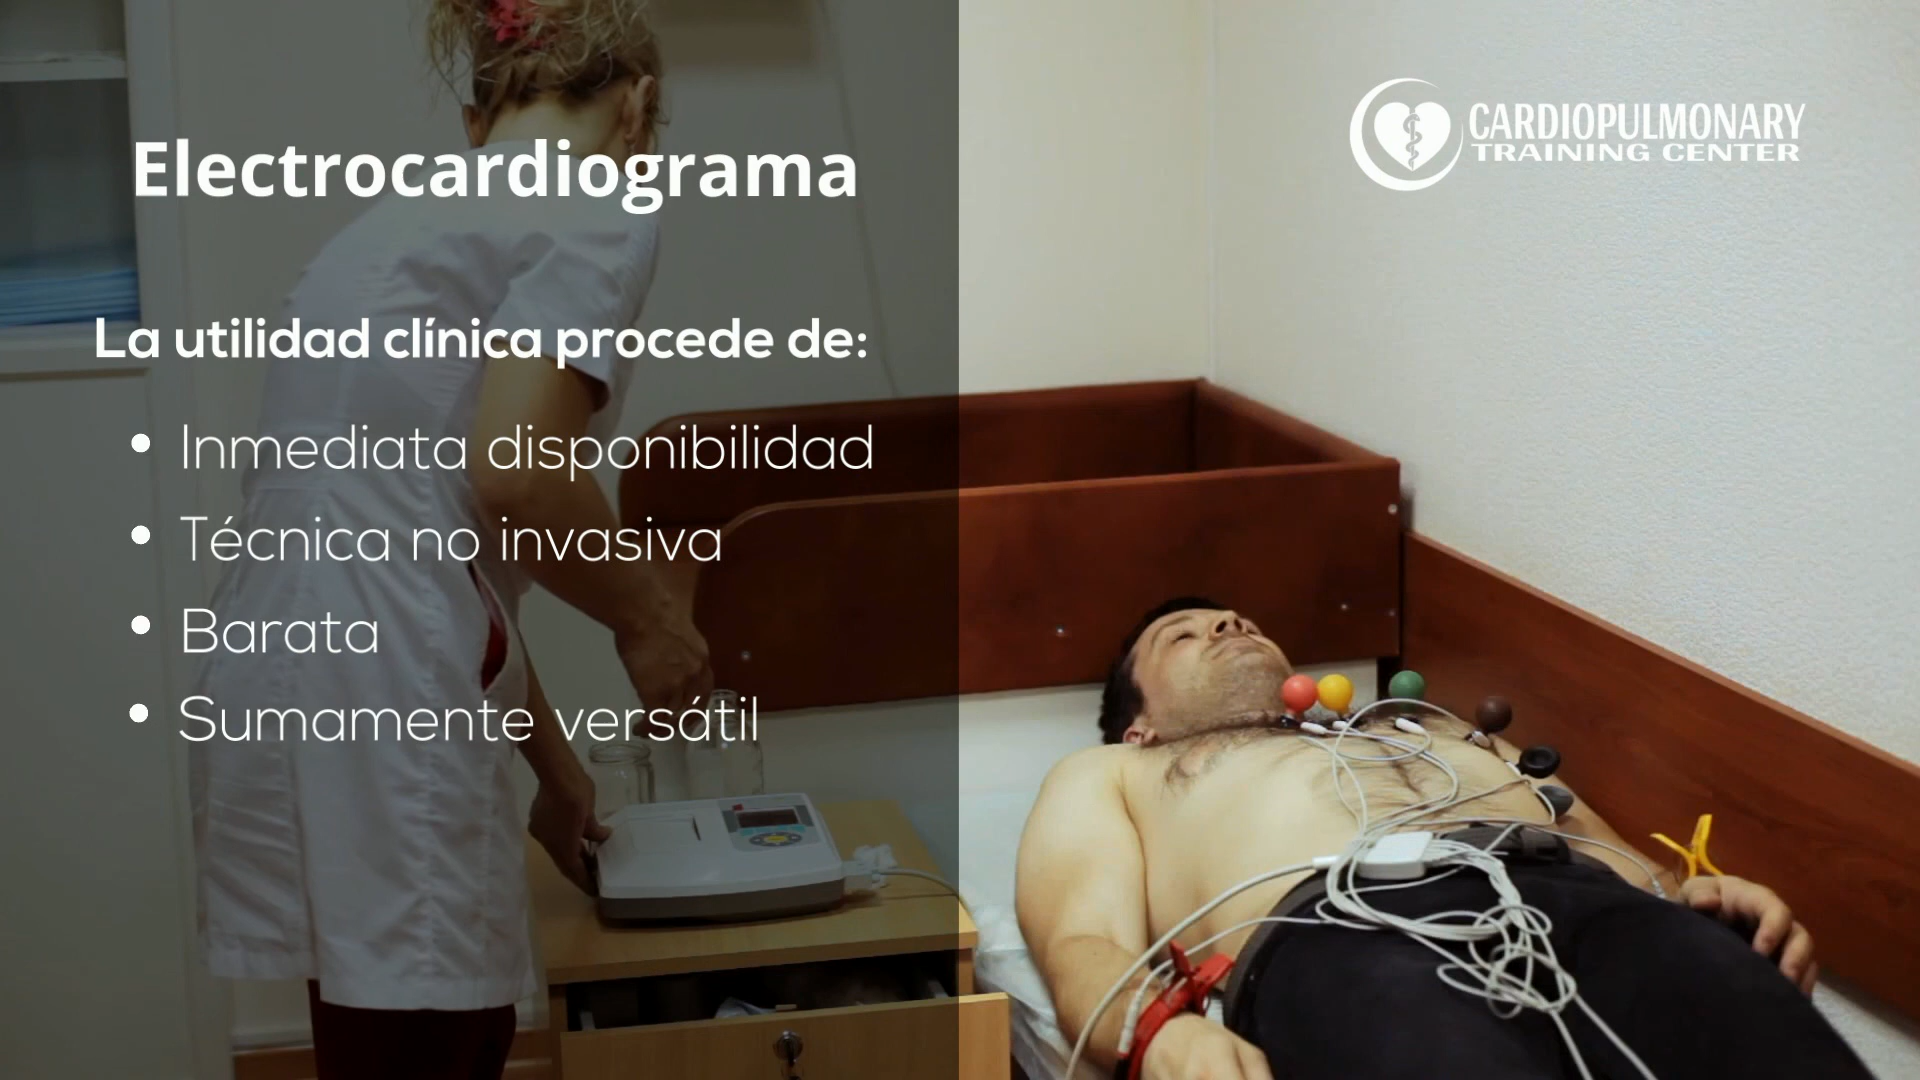 Electrocardiograma
CARDIOPULMONARY
TRAINING CENTER
La utilidad clínica procede de:
• Inmediata disponibilidad
• Técnica no invasiva
• Barata
• Sumamente versátil